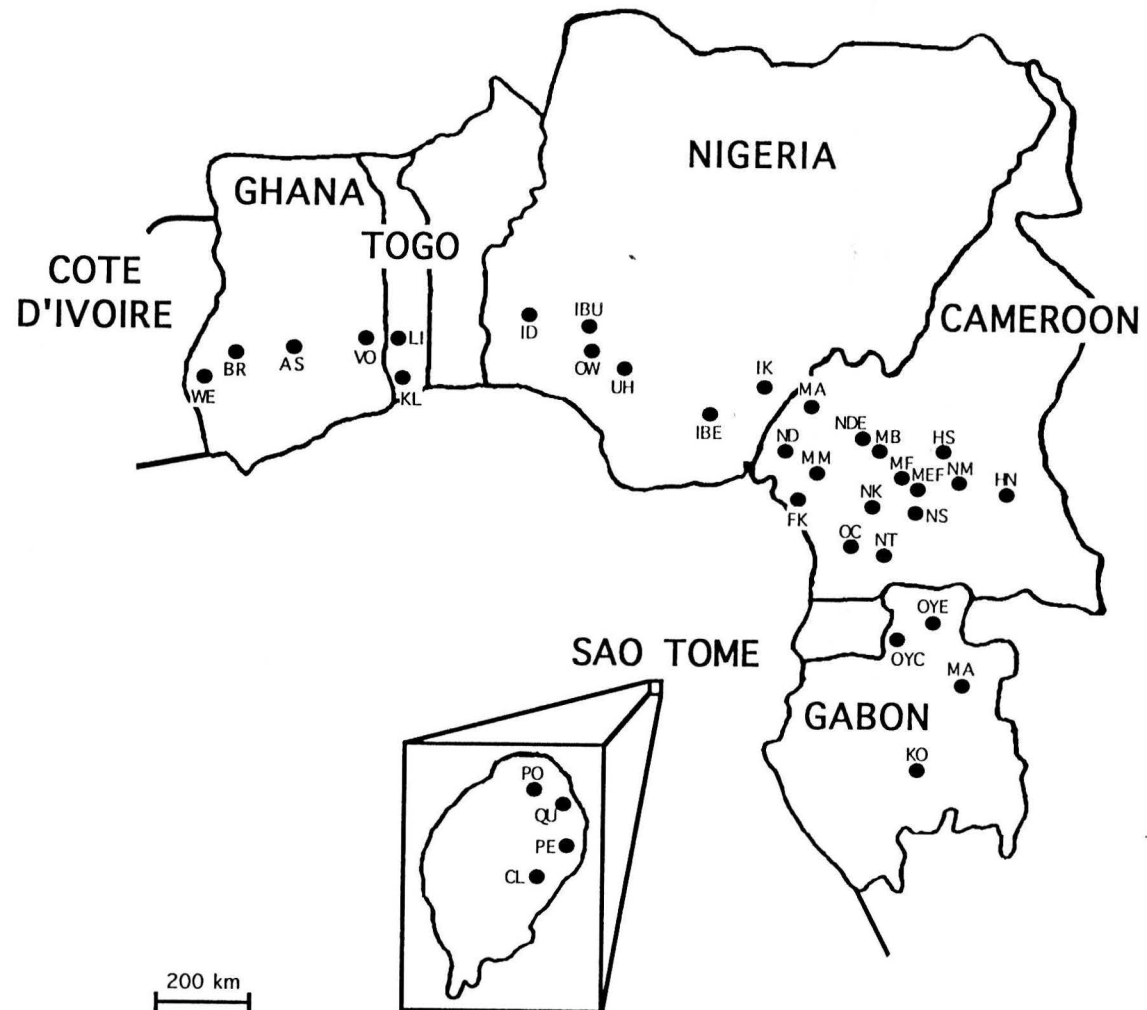 NIGERIA
GHANA
TOGO
COTE
D'IVOIRE
CAMEROON
ID
IBU
OW
UH
IK
IBE
WE
BR
AS
VO
LI
KL
MA
ND
MM
FK
NDE
MB
MF
MEF
HS
NM
HN
NK
NS
OC
NT
SAO TOME
OYE
OYC
MA
GABON
KO
PO
QU
PE
CL
200 km